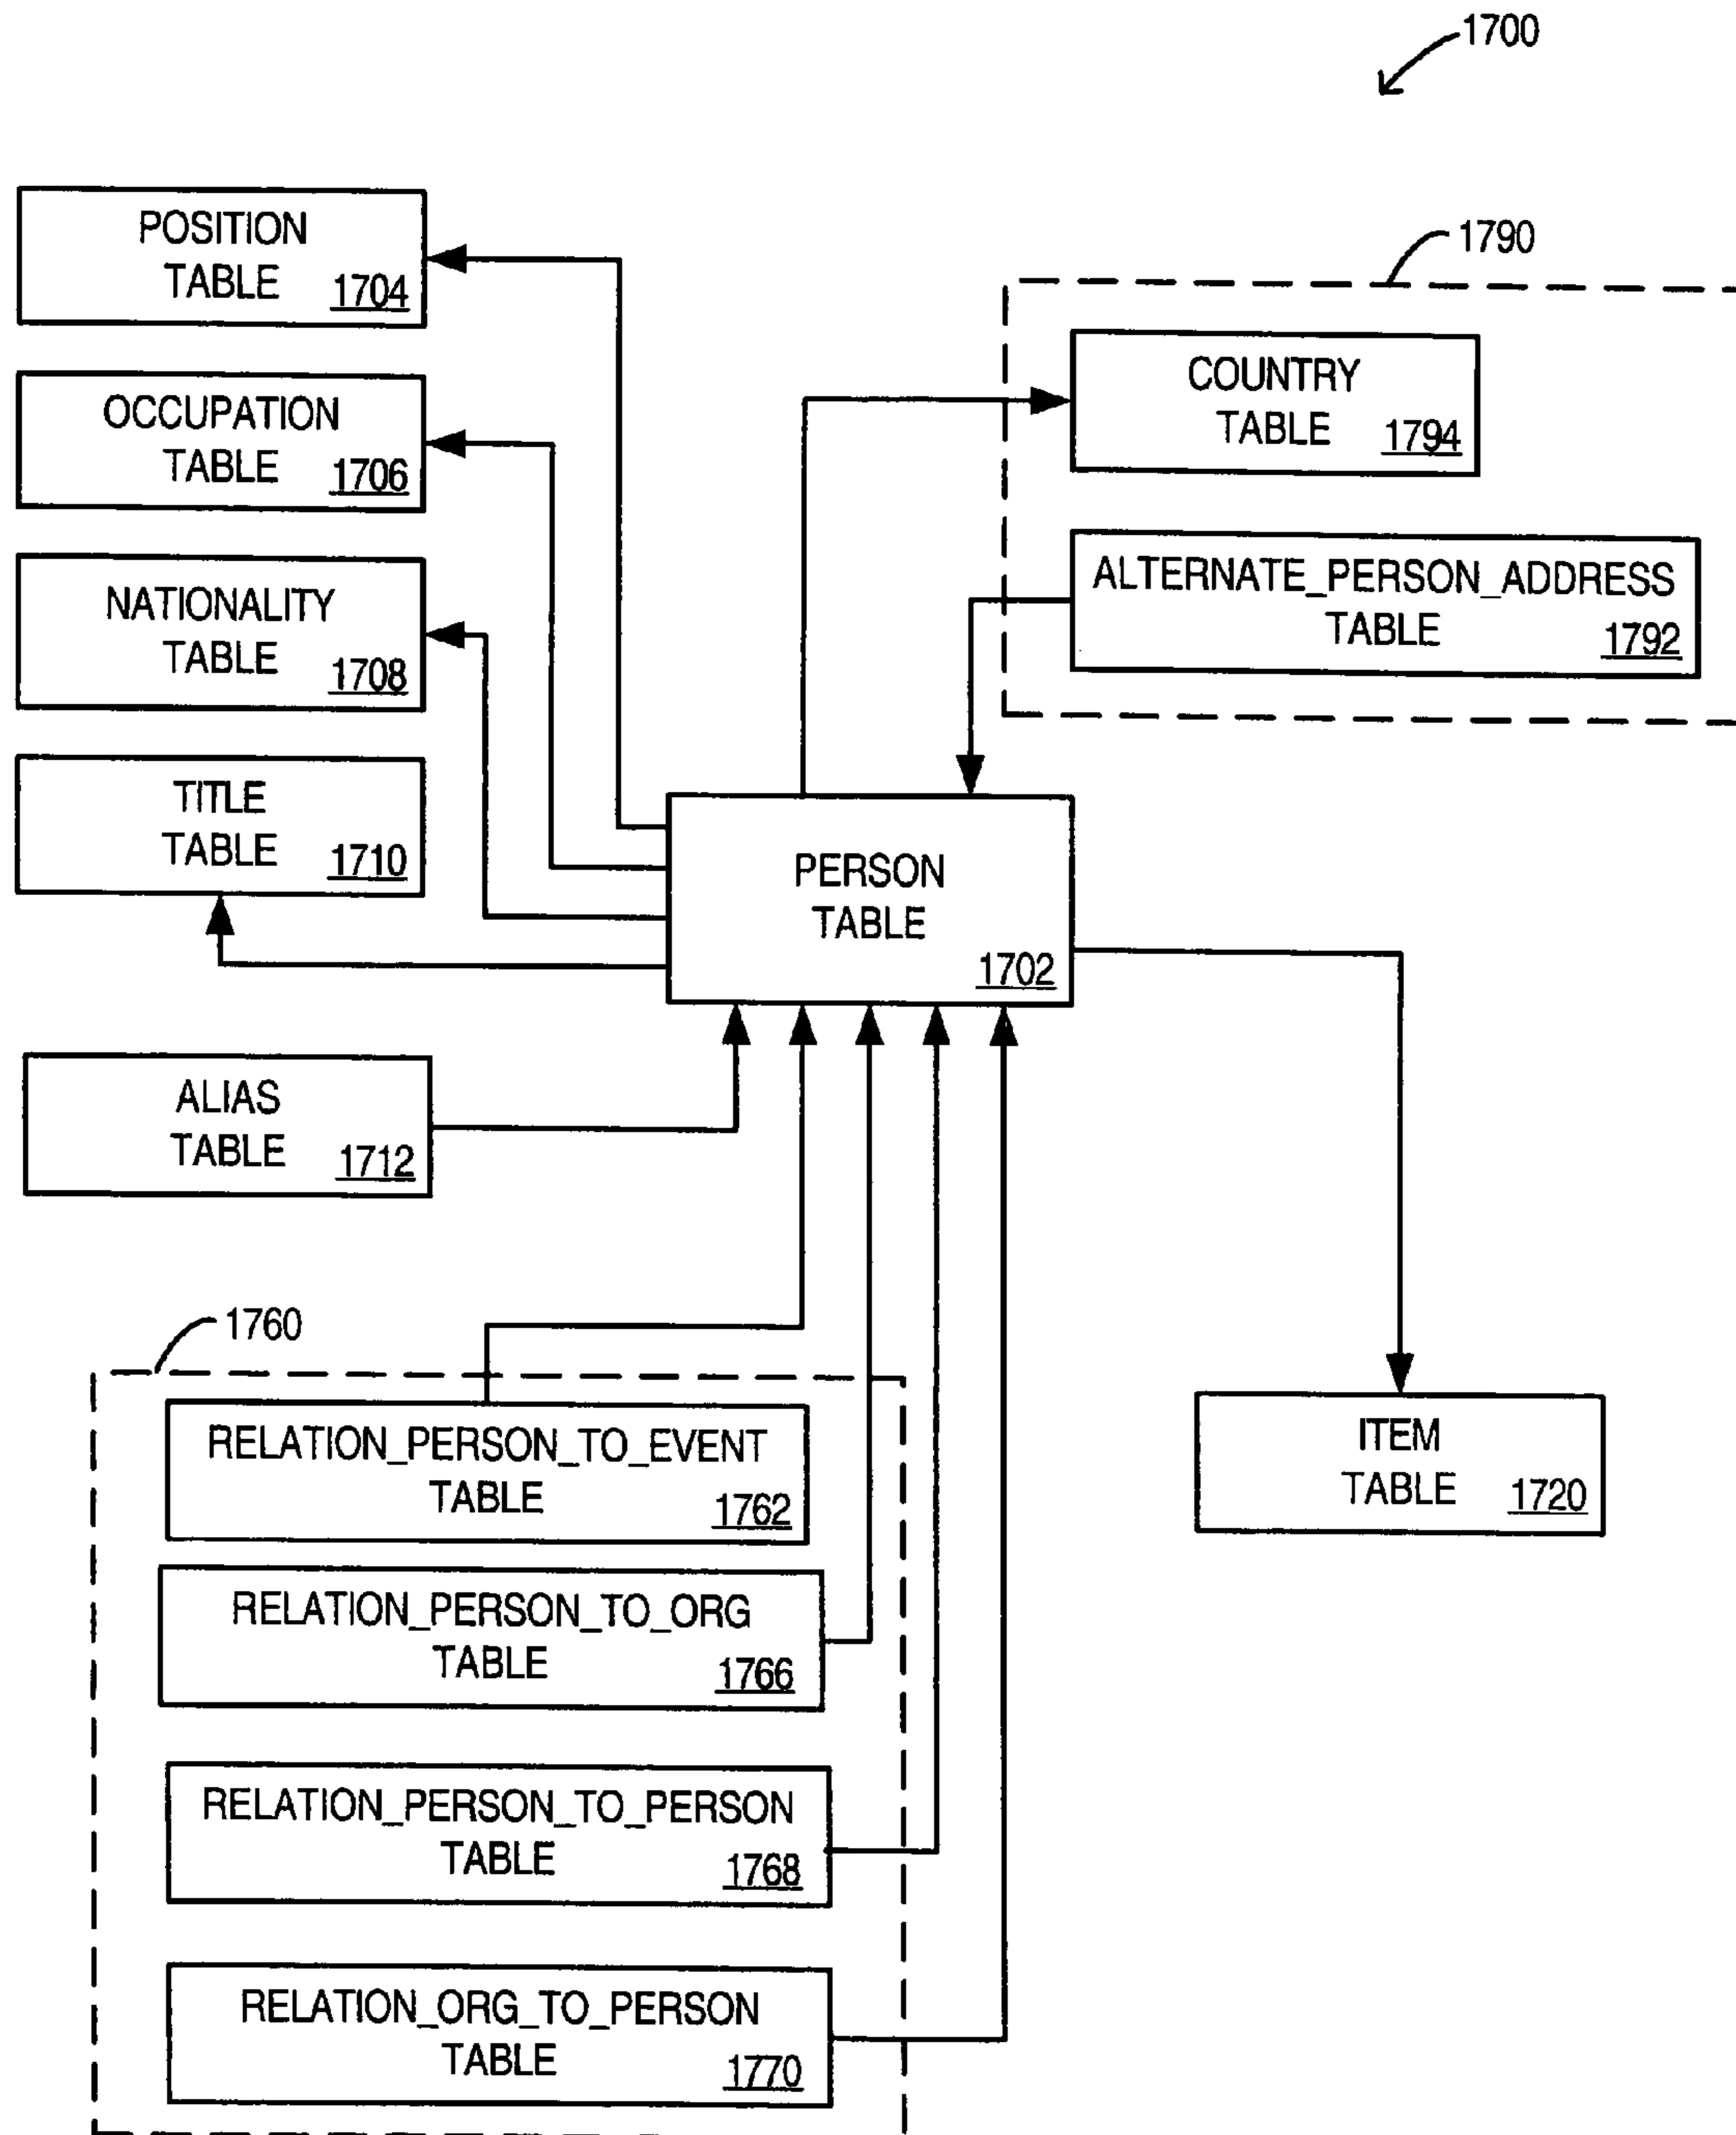 1700
POSITION
TABLE 1704
1790
OCCUPATION
TABLE 1706
COUNTRY
TABLE 1794
NATIONALITY
TABLE 1708
ALTERNATE_PERSON_ADDRESS
TABLE 1792
TITLE
TABLE 1710
PERSON
TABLE
1702
ALIAS
TABLE 1712
1760
RELATION_PERSON_TO_EVENT
TABLE 1762
ITEM
TABLE 1720
RELATION_PERSON_TO_ORG
TABLE 1766
RELATION_PERSON_TO_PERSON
TABLE 1768
RELATION_ORG_TO_PERSON
TABLE 1770